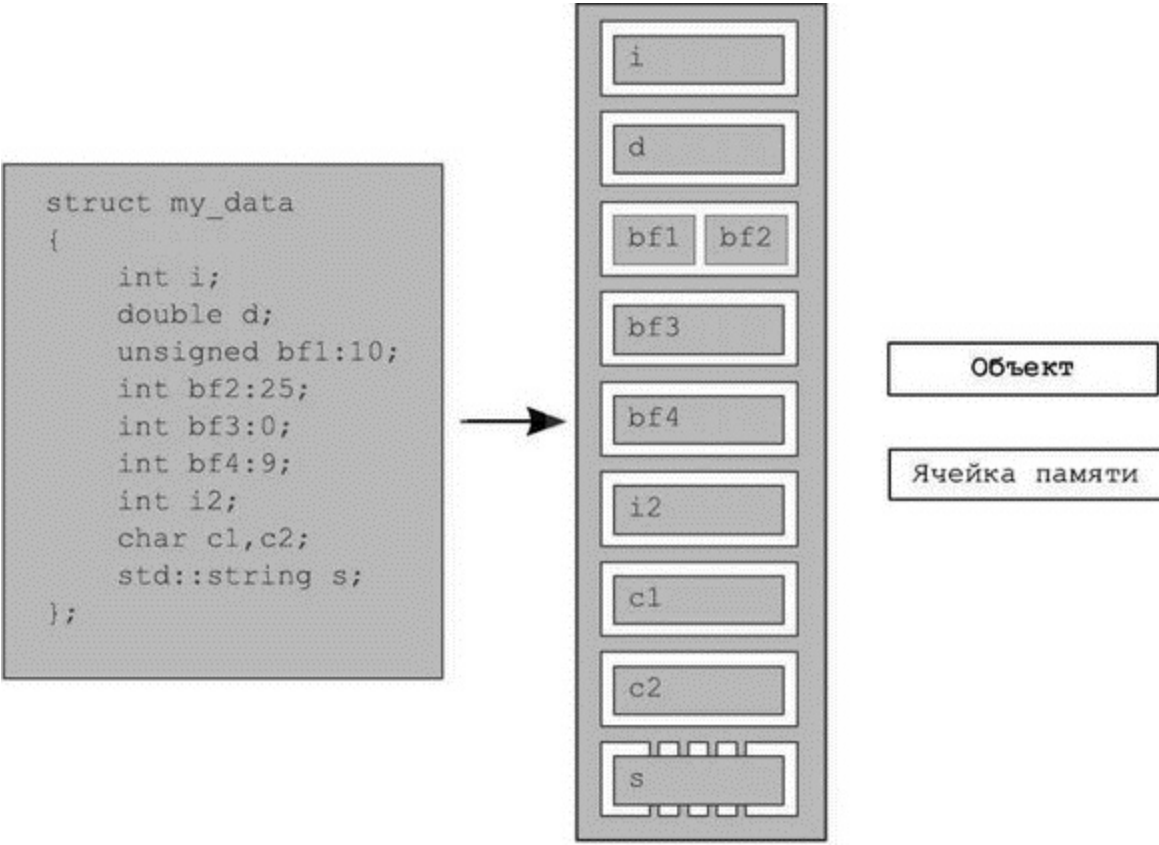 struct my_data
{
int i;
double d;
unsigned bf1:10;
int bf2:25;
int bf3:0;
int bf4:9;
int i2;
char c1,c2;
std::string s;
};
i
d
bf1 bf2
bf3
bf4
i2
c1
c2
s
Объект
Ячейка памяти